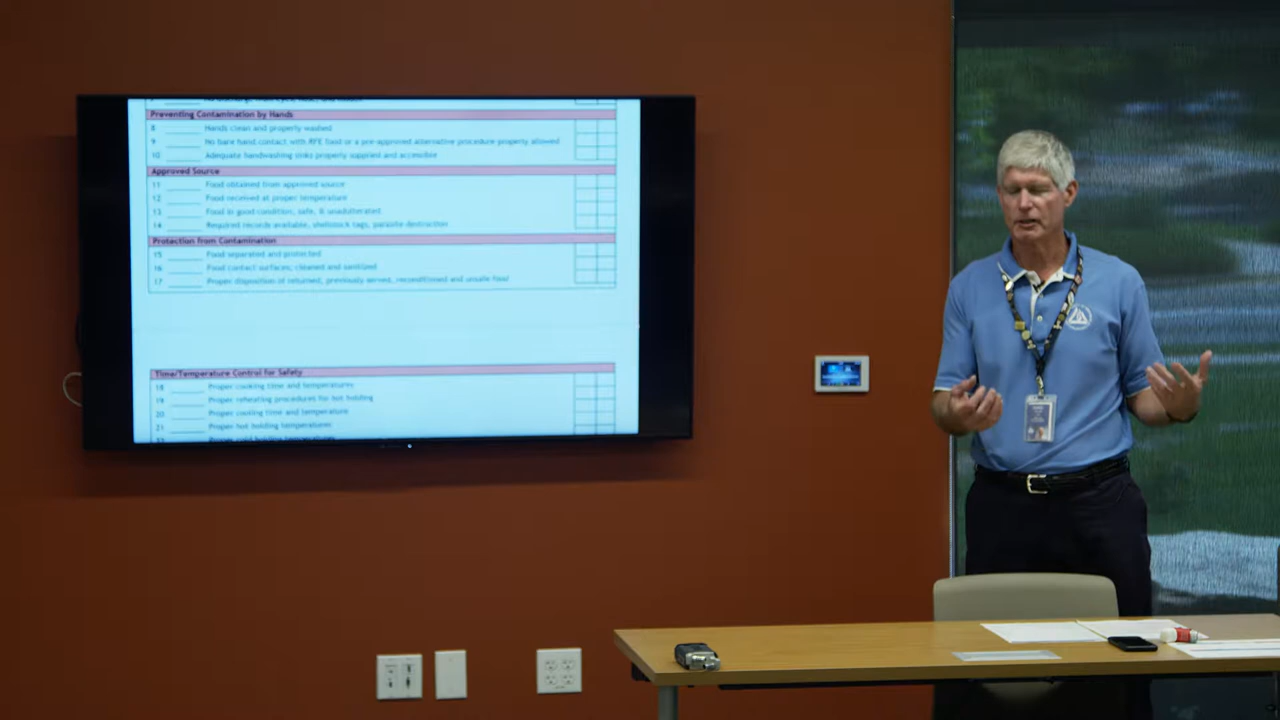 Preventing Contamination by Hands
8 Hands clean and properly washed
9 No bare hand contact with RTE food or a pre-approved alternative procedure properly allowed
10 Adequate handwashing sinks properly supplied and accessible
Approved Source
11 Food obtained from approved source
12 Food received at proper temperature
13 Food in good condition, safe, & unadulterated
14 Required records available, shellstock tags, parasite destruction
Protection from Contamination
15 Food separated and protected
16 Food contact surfaces; cleaned and sanitized
17 Proper disposition of returned, previously served, reconditioned and unsafe food
Time/Temperature Control for Safety
18 Proper cooking time and temperatures
19 Proper reheating procedures for hot holding
20 Proper cooling time and temperature
21 Proper hot holding temperatures
22 Proper cold holding temperatures